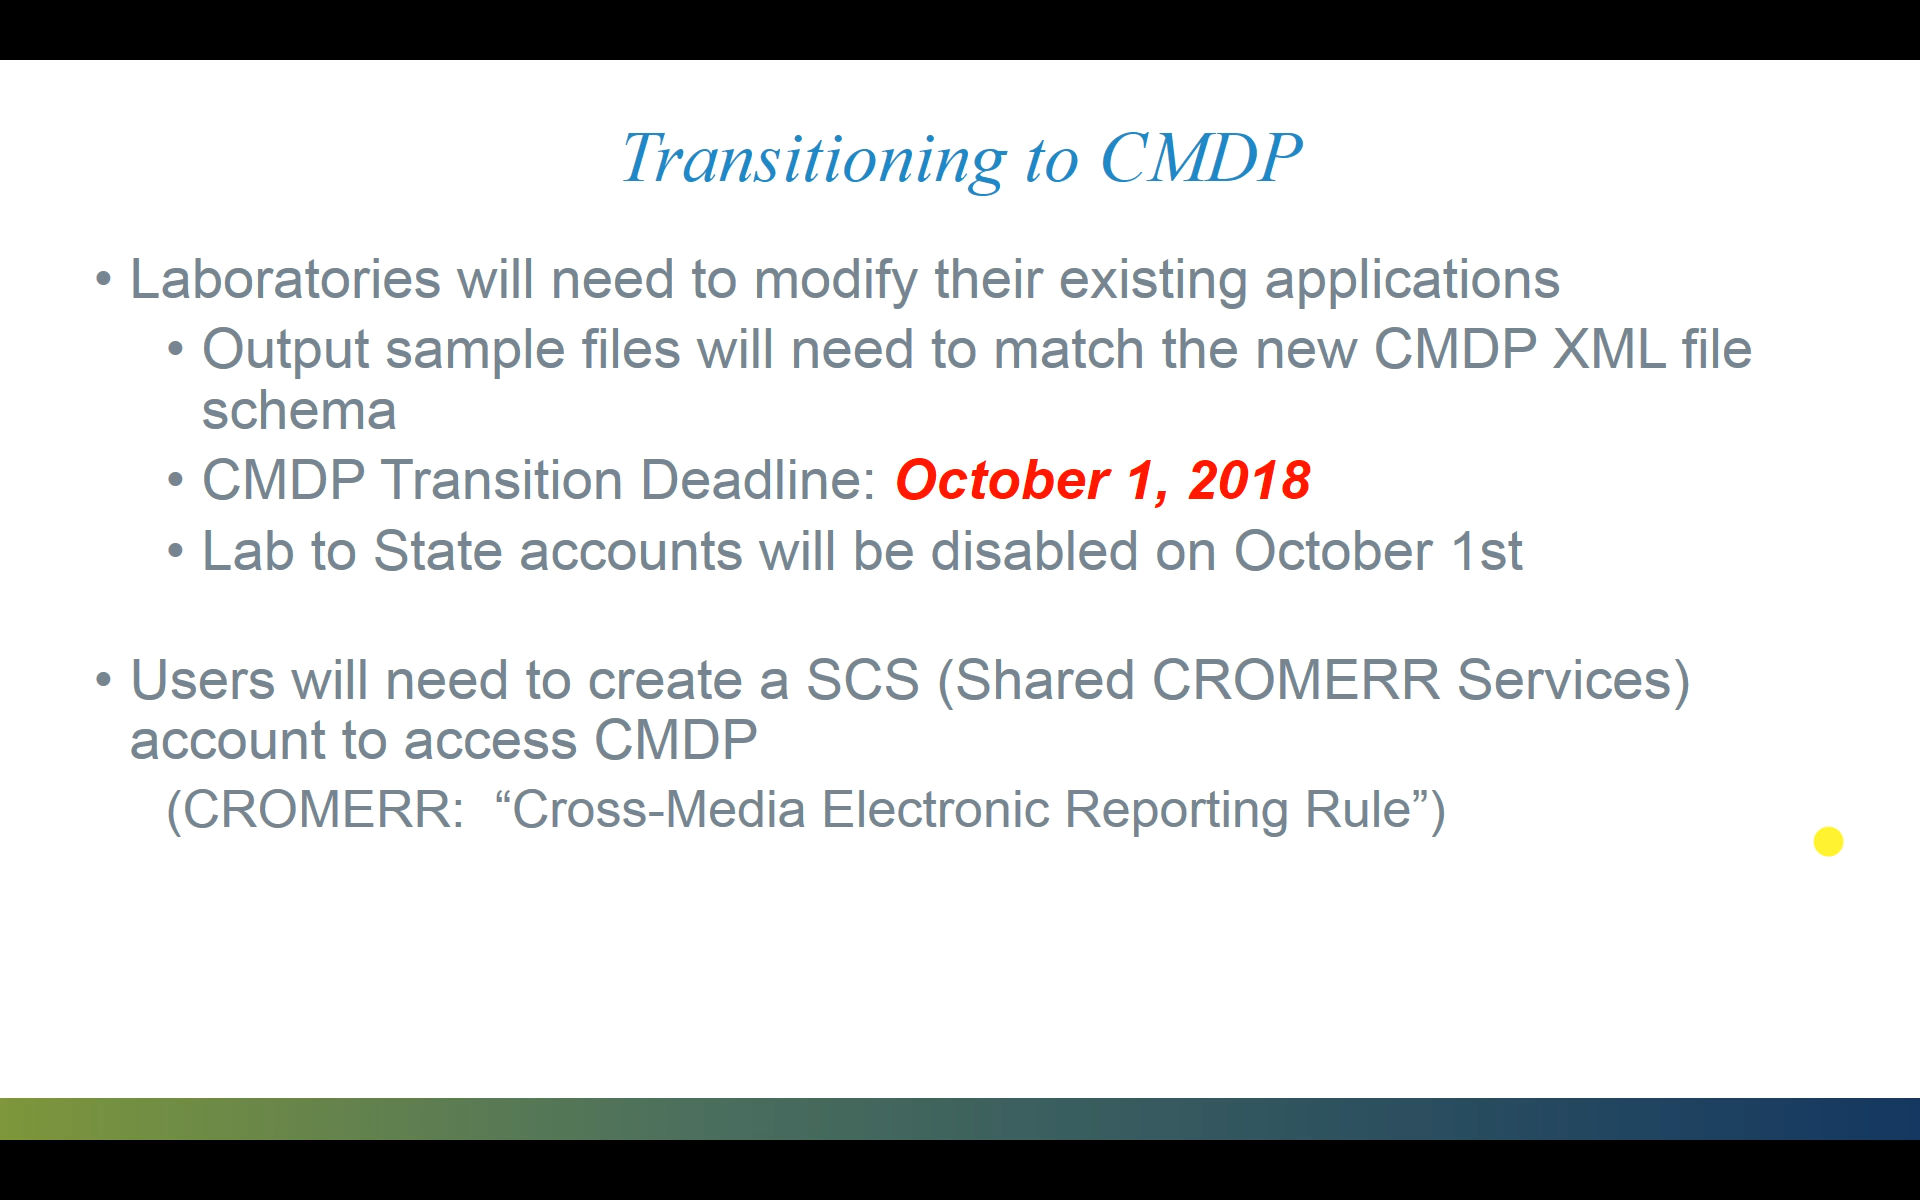 Transitioning to CMDP
• Laboratories will need to modify their existing applications
• Output sample files will need to match the new CMDP XML file
schema
• CMDP Transition Deadline: October 1, 2018
• Lab to State accounts will be disabled on October 1st
• Users will need to create a SCS (Shared CROMERR Services)
account to access CMDP
(CROMERR:  “Cross-Media Electronic Reporting Rule”)